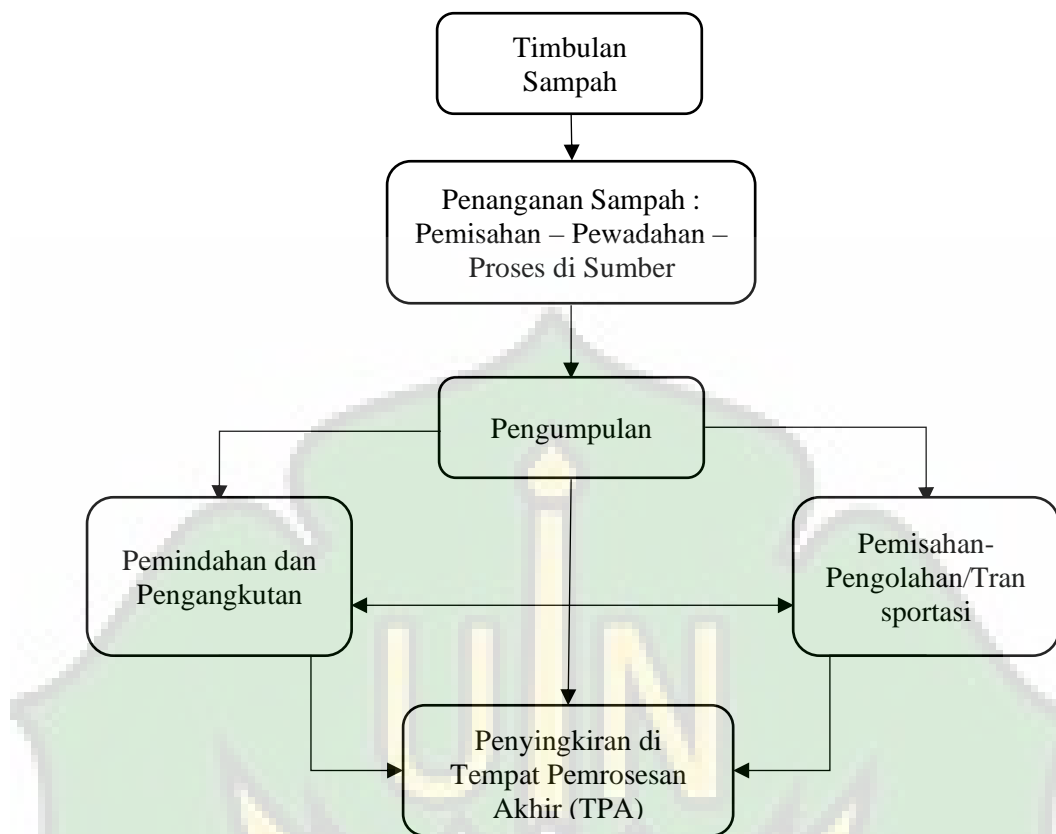 Timbulan
Sampah
Penanganan Sampah :
Pemisahan – Pewadahan –
Proses di Sumber
Pengumpulan
Pemindahan dan
Pengangkutan
Pemisahan-
Pengolahan/Tran
sportasi
UIN
Penyingkiran di
Tempat Pemrosesan
Akhir (TPA)